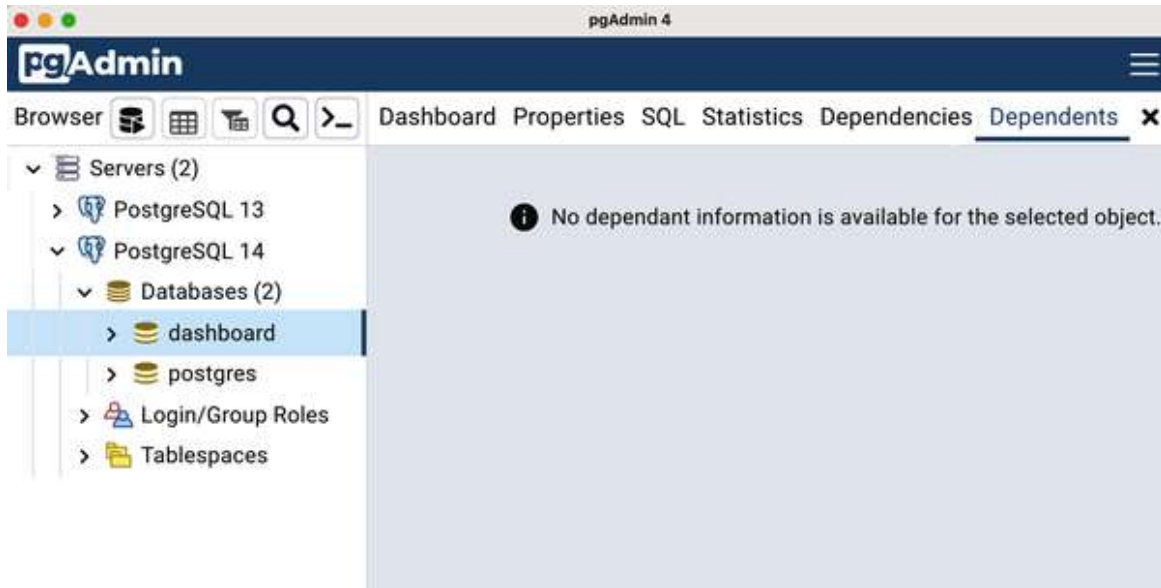 pgAdmin 4
pgAdmin
Browser Dashboard Properties SQL Statistics Dependencies Dependents
Servers (2)
PostgreSQL 13
No dependant information is available for the selected object.
PostgreSQL 14
Databases (2)
dashboard
postgres
Login/Group Roles
Tablespaces